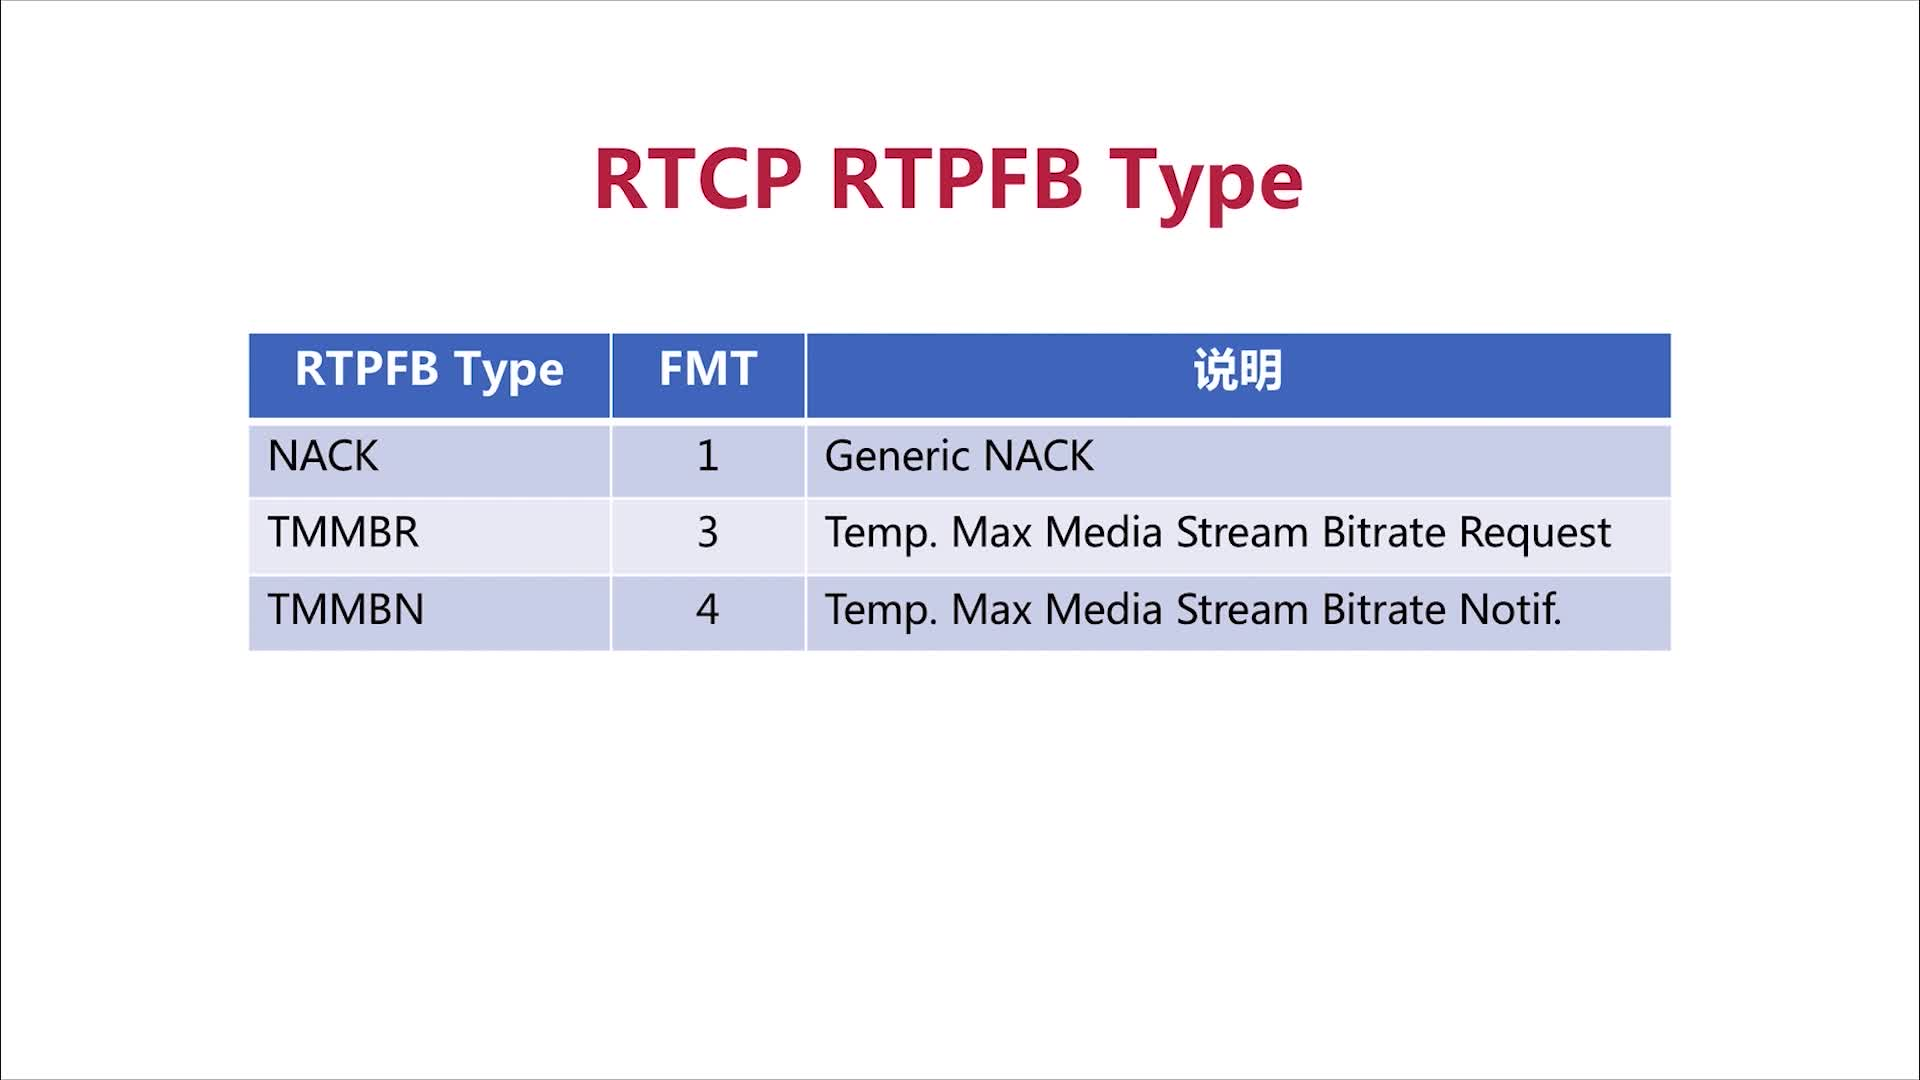 RTCP RTPFB Type
RTPFB Type FMT 说明
NACK 1 Generic NACK
TMMBR 3 Temp. Max Media Stream Bitrate Request
TMMBN 4 Temp. Max Media Stream Bitrate Notif.